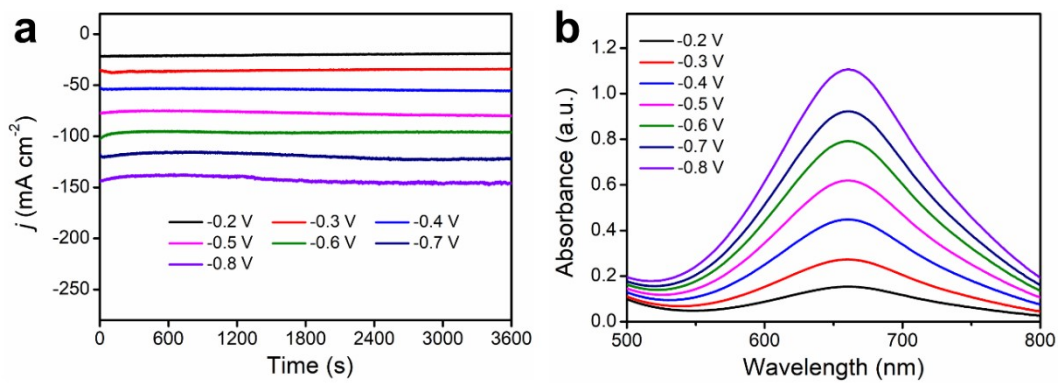 a
0
-50
-100
-150
-200
-250
j (mA cm⁻²)
-0.2 V -0.3 V -0.4 V
-0.5 V -0.6 V -0.7 V
-0.8 V
0 600 1200 1800 2400 3000 3600
Time (s)
b
1.2
1.0
0.8
0.6
0.4
0.2
0.0
Absorbance (a.u.)
-0.2 V
-0.3 V
-0.4 V
-0.5 V
-0.6 V
-0.7 V
-0.8 V
500 600 700 800
Wavelength (nm)